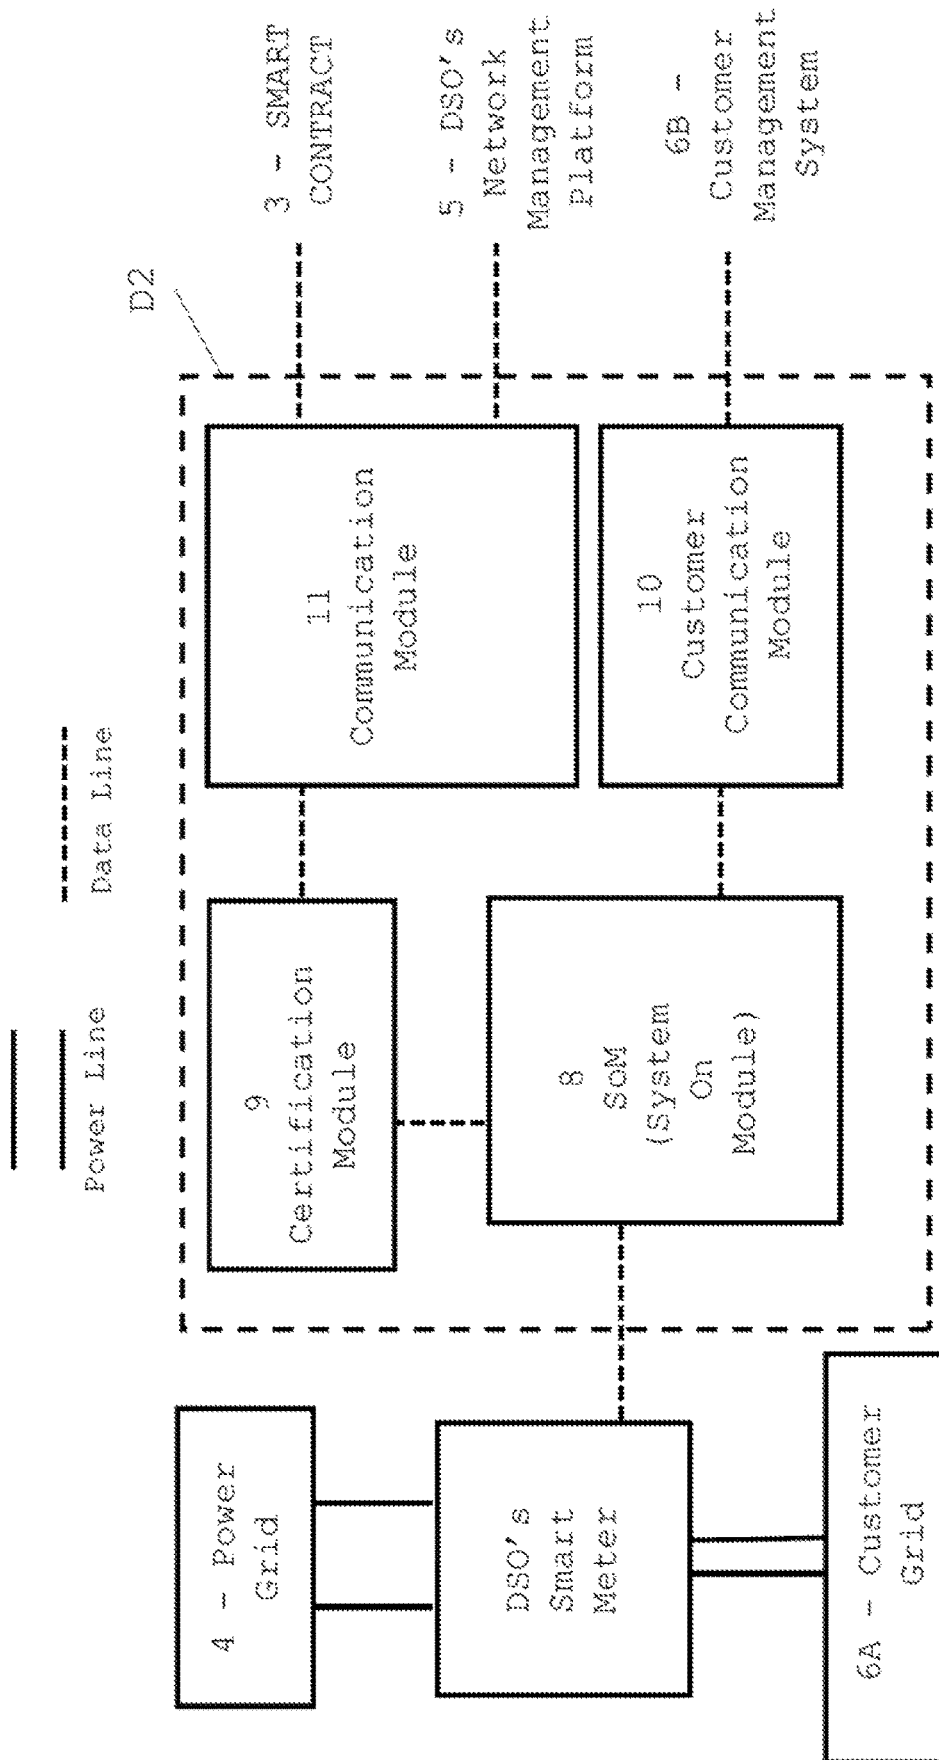 Power Line
Data Line
D2
4 - Power
Grid
DSO's
Smart
Meter
6A - Customer
Grid
9
Certification
Module
8
SoM
(System
On
Module)
11
Communication
Module
10
Customer
Communication
Module
3 - SMART
CONTRACT
5 - DSO's
Network
Management
Platform
6B -
Customer
Management
System